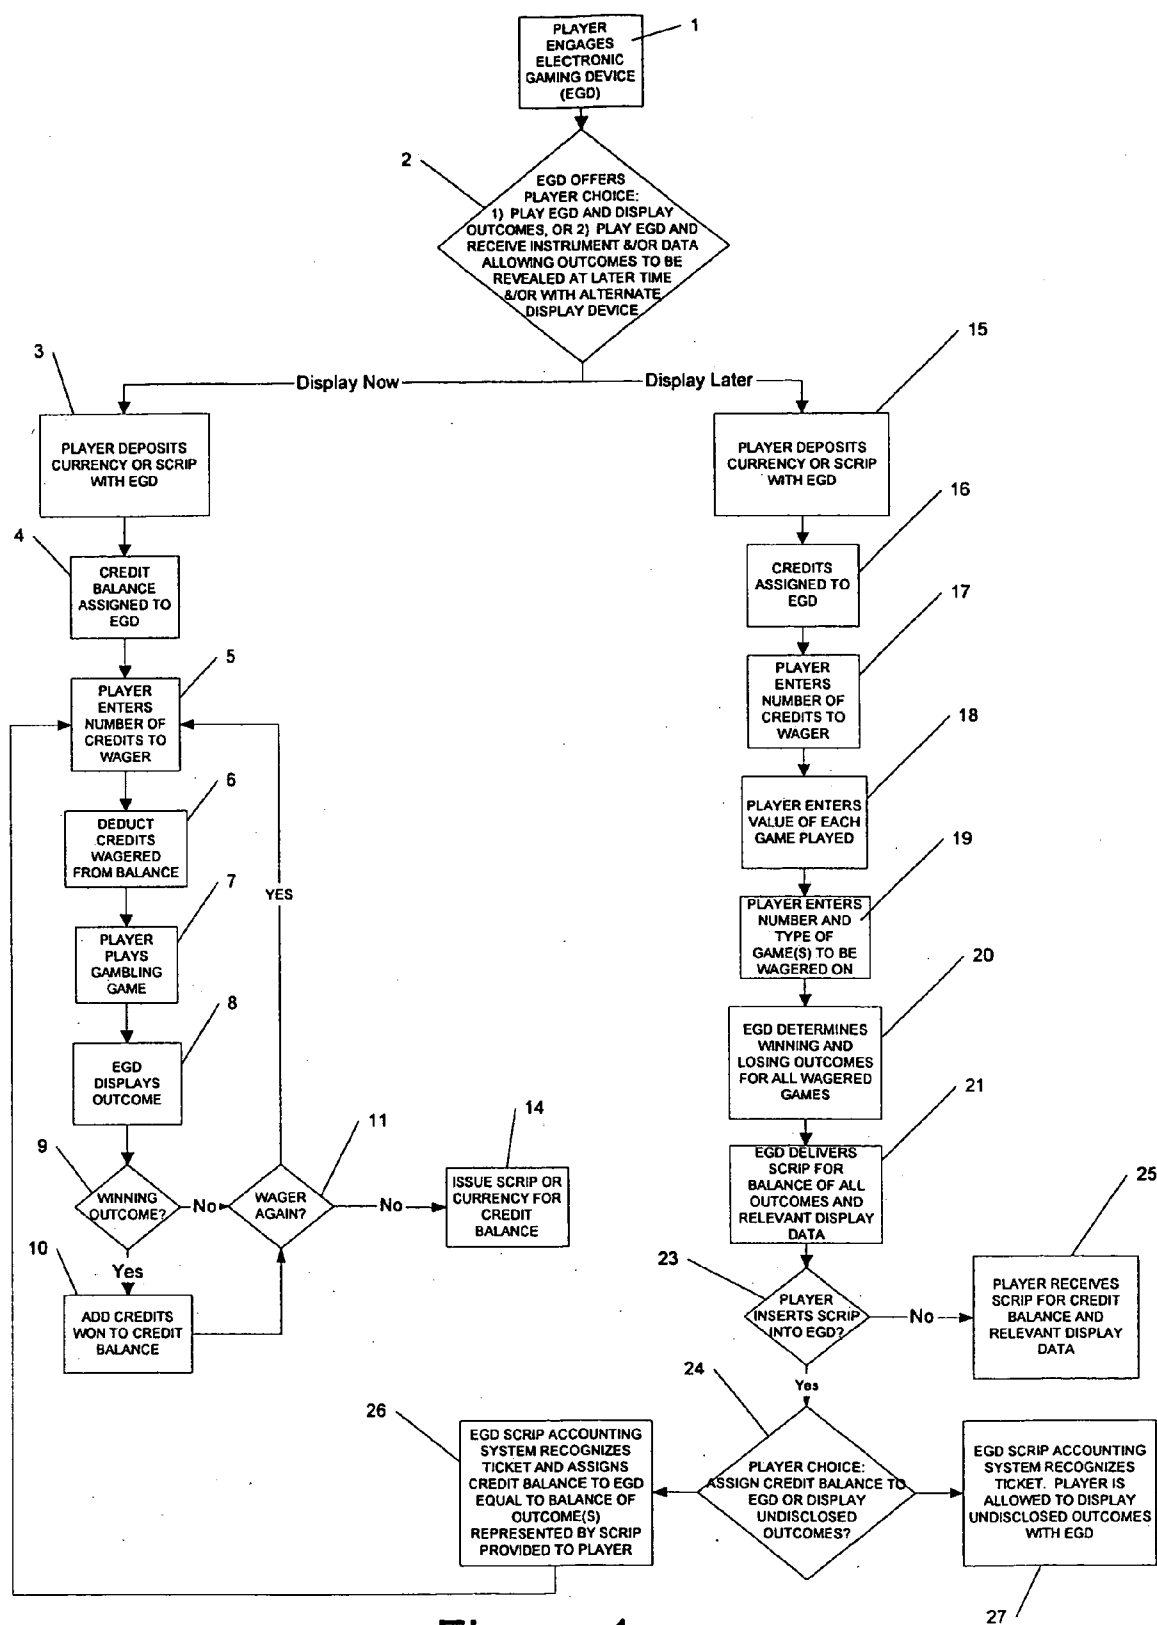 1
PLAYER
ENGAGES
ELECTRONIC
GAMING DEVICE
(EGD)
2
EGD OFFERS
PLAYER CHOICE:
1) PLAY EGD AND DISPLAY
OUTCOMES, OR 2) PLAY EGD AND
RECEIVE INSTRUMENT &/OR DATA
ALLOWING OUTCOMES TO BE
REVEALED AT LATER TIME
&/OR WITH ALTERNATE
DISPLAY DEVICE
Display Now
Display Later
3
PLAYER DEPOSITS
CURRENCY OR SCRIP
WITH EGD
4
CREDIT
BALANCE
ASSIGNED TO
EGD
5
PLAYER
ENTERS
NUMBER OF
CREDITS TO
WAGER
6
DEDUCT
CREDITS
WAGERED
FROM BALANCE
YES
7
PLAYER
PLAYS
GAMBLING
GAME
8
EGD
DISPLAYS
OUTCOME
9
WINNING
OUTCOME?
No
11
WAGER
AGAIN?
No
14
ISSUE SCRIP OR
CURRENCY FOR
CREDIT
BALANCE
Yes
10
ADD CREDITS
WON TO CREDIT
BALANCE
15
PLAYER DEPOSITS
CURRENCY OR SCRIP
WITH EGD
16
CREDITS
ASSIGNED TO
EGD
17
PLAYER
ENTERS
NUMBER OF
CREDITS TO
WAGER
18
PLAYER ENTERS
VALUE OF EACH
GAME PLAYED
19
PLAYER ENTERS
NUMBER AND
TYPE OF
GAME(S) TO BE
WAGERED ON
20
EGD DETERMINES
WINNING AND
LOSING OUTCOMES
FOR ALL WAGERED
GAMES
21
EGD DELIVERS
SCRIP FOR
BALANCE OF ALL
OUTCOMES AND
RELEVANT DISPLAY
DATA
23
PLAYER
INSERTS SCRIP
INTO EGD?
No
25
PLAYER RECEIVES
SCRIP FOR CREDIT
BALANCE AND
RELEVANT DISPLAY
DATA
Yes
24
PLAYER CHOICE:
ASSIGN CREDIT BALANCE TO
EGD OR DISPLAY
UNDISCLOSED
OUTCOMES?
26
EGD SCRIP ACCOUNTING
SYSTEM RECOGNIZES
TICKET AND ASSIGNS
CREDIT BALANCE TO EGD
EQUAL TO BALANCE OF
OUTCOME(S)
REPRESENTED BY SCRIP
PROVIDED TO PLAYER
EGD SCRIP ACCOUNTING
SYSTEM RECOGNIZES
TICKET. PLAYER IS
ALLOWED TO DISPLAY
UNDISCLOSED OUTCOMES
WITH EGD
27